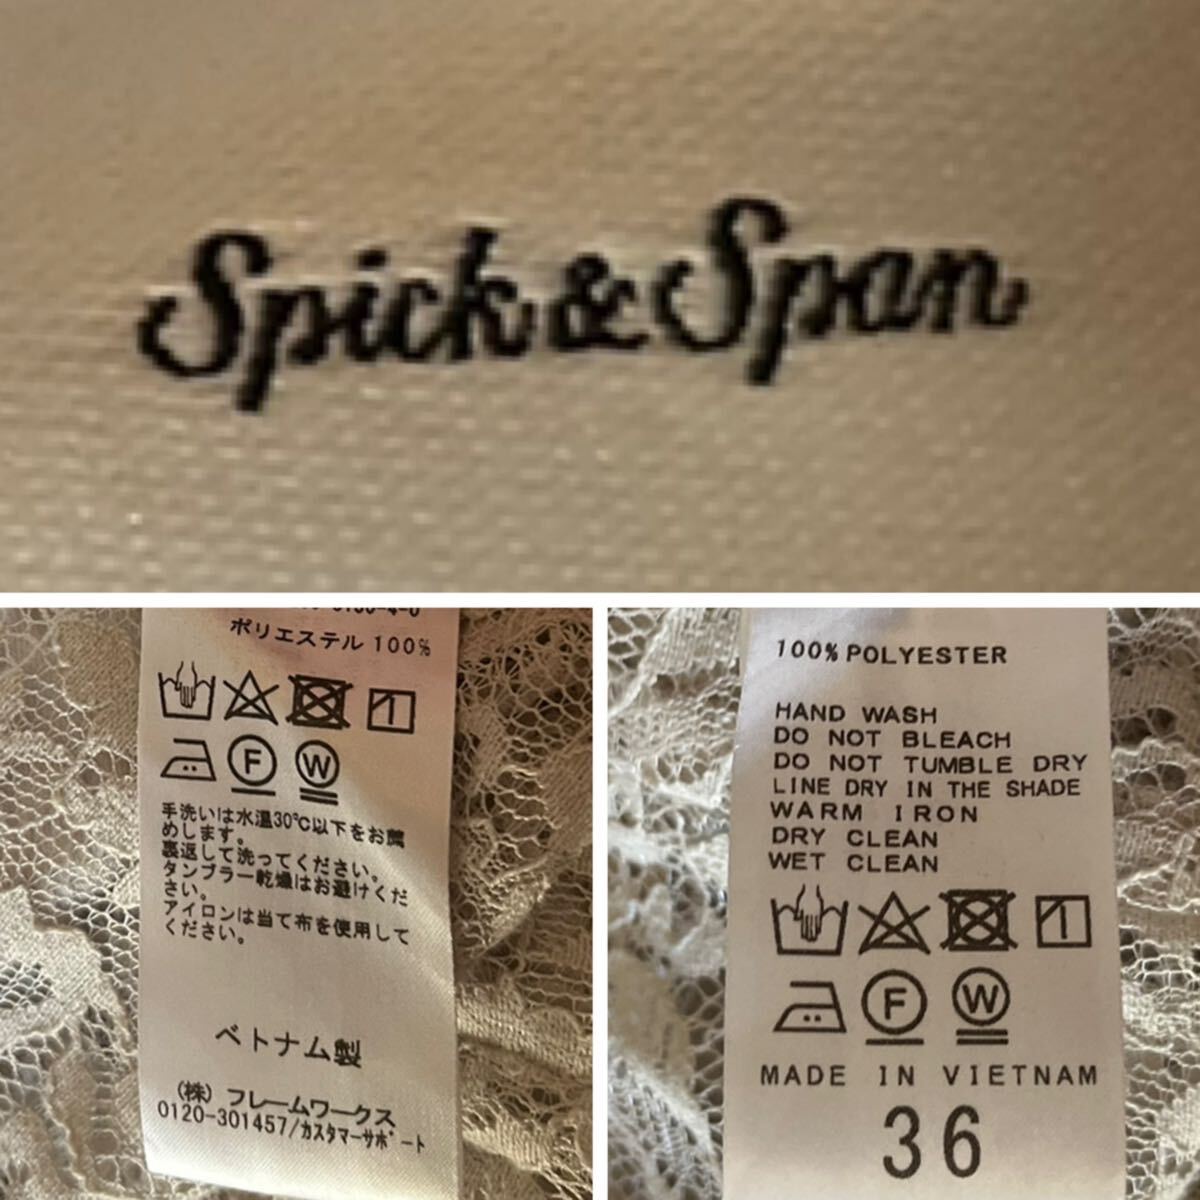 Spick & Span
ポリエステル 100%
F W
手洗いは水温30℃以下をお薦
めします。
裏返して洗ってください。
タンブラー乾燥はお避けくだ
さい。
アイロンは当て布を使用して
ください。
ベトナム製
(株) フレームワークス
0120-301457/カスタマーサポート
100% POLYESTER
HAND WASH
DO NOT BLEACH
DO NOT TUMBLE DRY
LINE DRY IN THE SHADE
WARM IRON
DRY CLEAN
WET CLEAN
F W
MADE IN VIETNAM
36